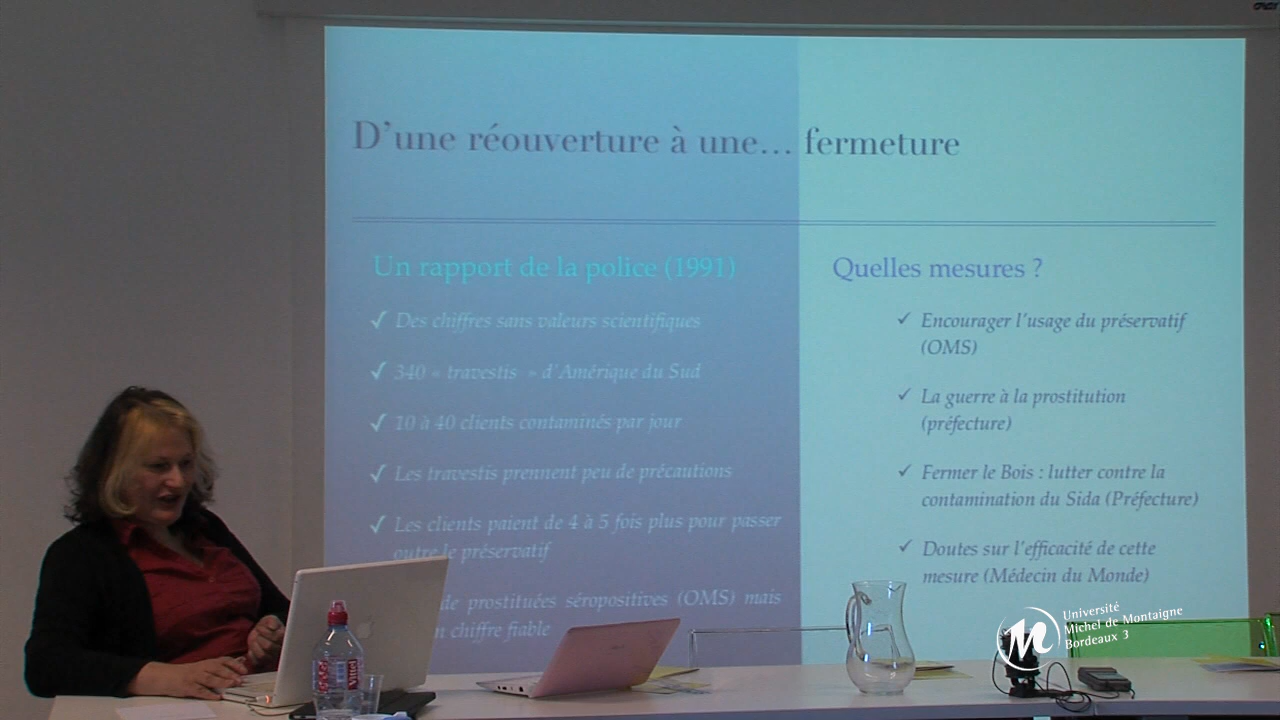 D'une réouverture à une... fermeture
Un rapport de la police (1991)
✓ Des chiffres sans valeurs scientifiques
✓ 340 « travestis » d'Amérique du Sud
✓ 10 à 40 clients contaminés par jour
✓ Les travestis prennent peu de précautions
✓ Les clients paient de 4 à 5 fois plus pour passer
outre le préservatif
de prostituées séropositives (OMS) mais
n chiffre fiable
Quelles mesures ?
✓ Encourager l'usage du préservatif
(OMS)
✓ La guerre à la prostitution
(préfecture)
✓ Fermer le Bois : lutter contre la
contamination du Sida (Préfecture)
✓ Doutes sur l'efficacité de cette
mesure (Médecin du Monde)
Vittel
Université
Michel de Montaigne
Bordeaux 3